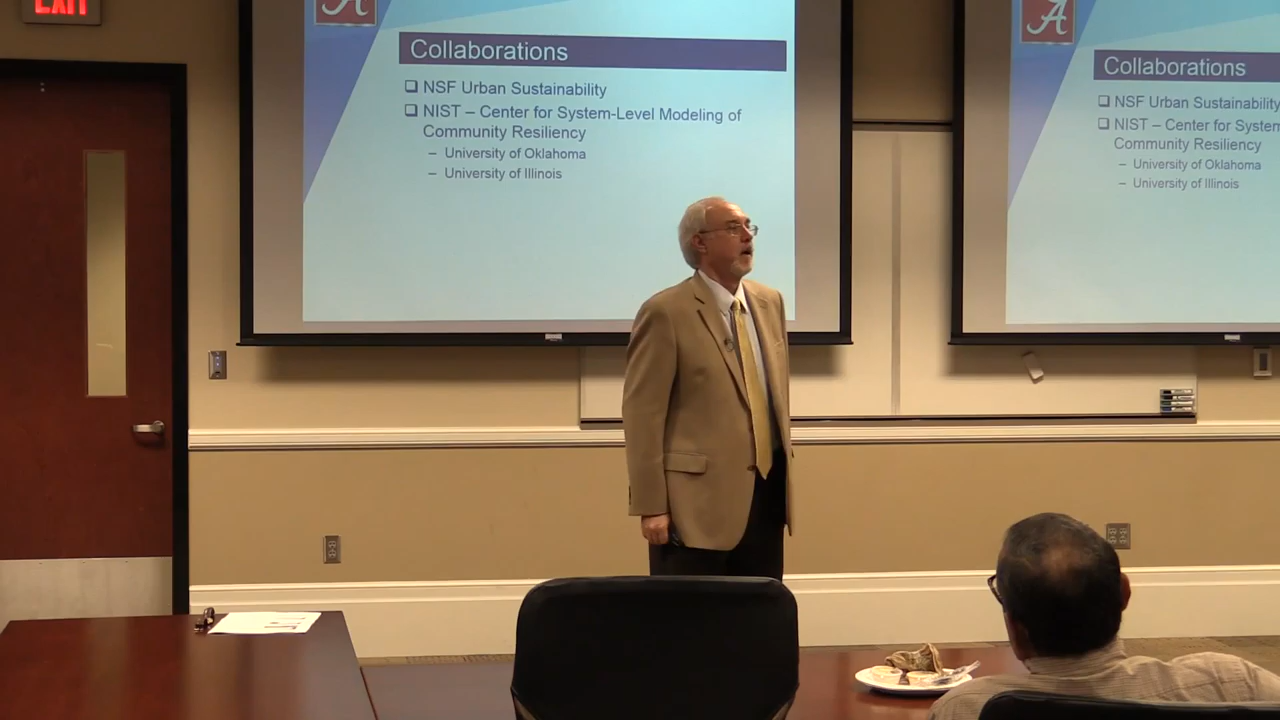 EXIT
A
Collaborations
❑ NSF Urban Sustainability
❑ NIST – Center for System-Level Modeling of
Community Resiliency
– University of Oklahoma
– University of Illinois
A
Collaborations
❑ NSF Urban Sustainability
❑ NIST – Center for System
Community Resiliency
– University of Oklahoma
– University of Illinois